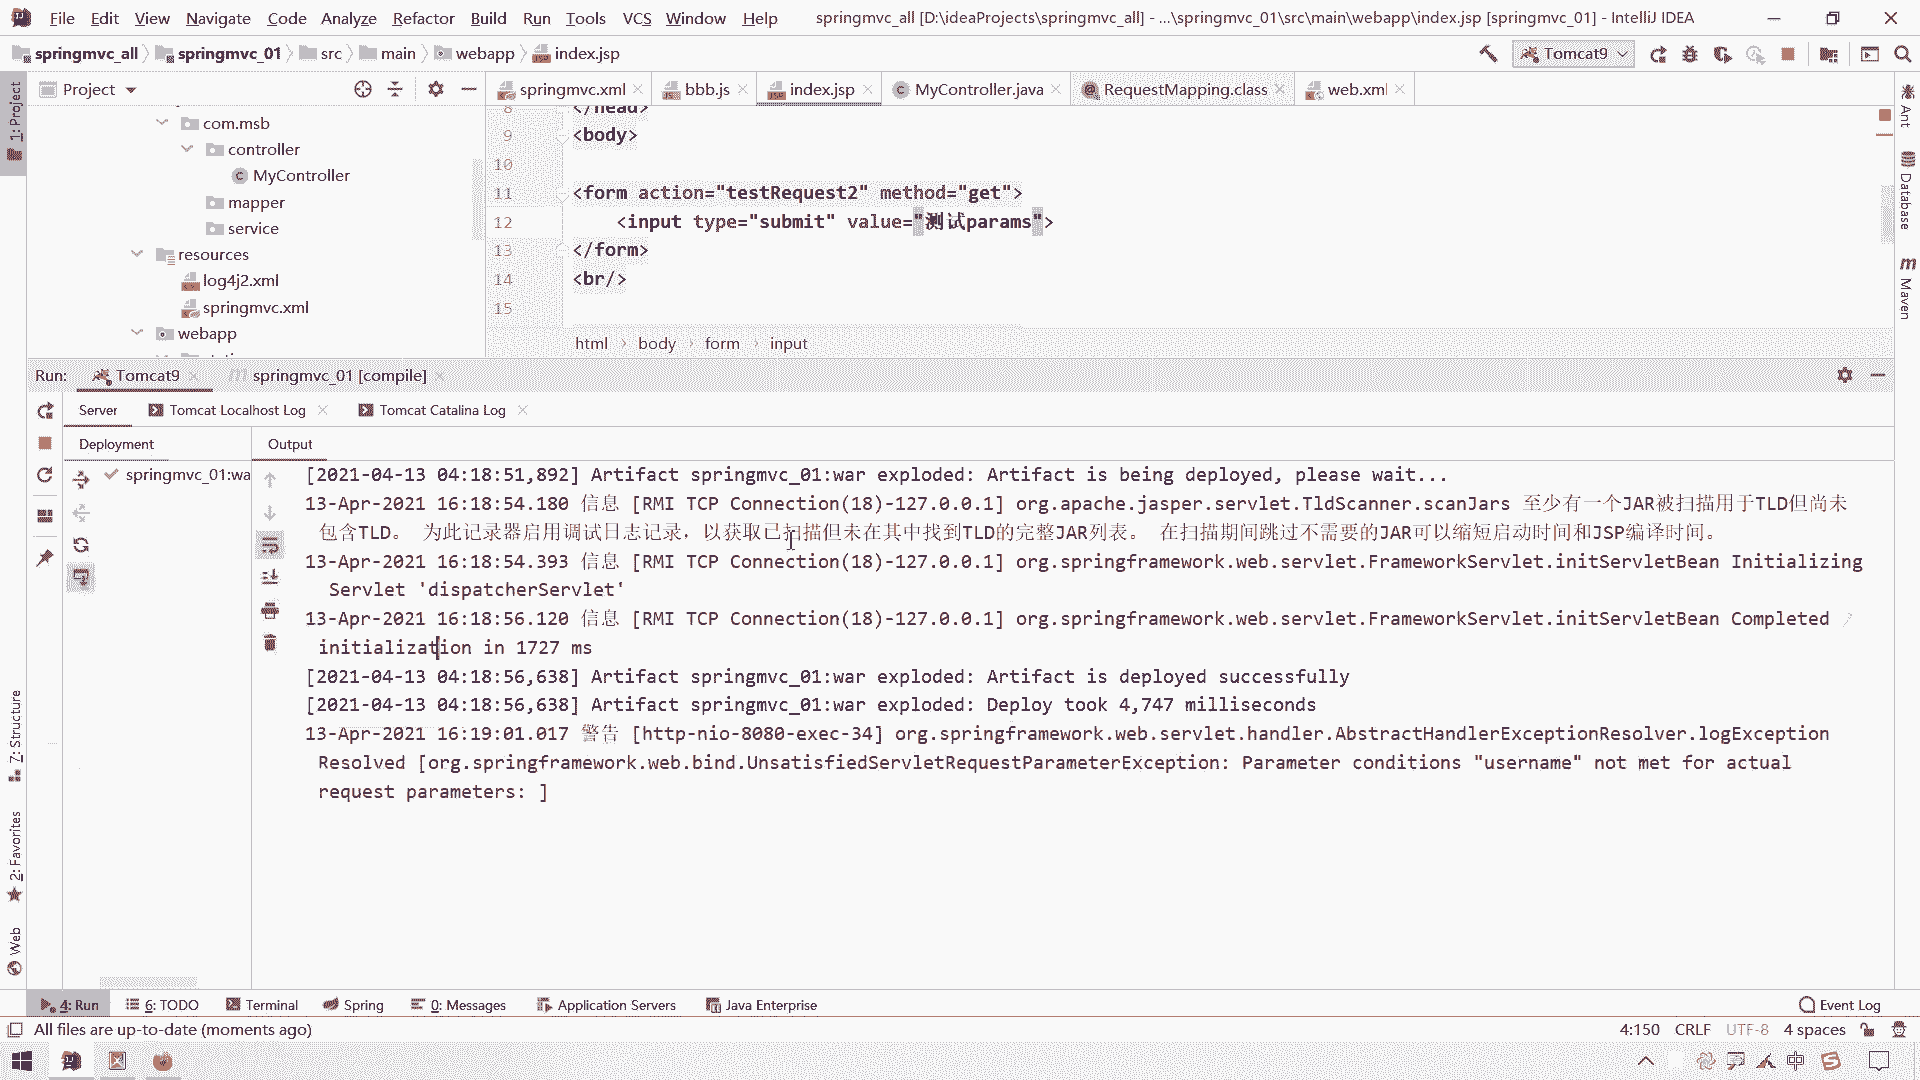 File Edit View Navigate Code Analyze Refactor Build Run Tools VCS Window Help springmvc_all [D:\ideaProjects\springmvc_all] - ...\springmvc_01\src\main\webapp\index.jsp [springmvc_01] - IntelliJ IDEA
springmvc_all springmvc_01 src main webapp index.jsp Tomcat9
Project springmvc.xml bbb.js index.jsp MyController.java RequestMapping.class web.xml
1: Project
Ant
Database
Maven
com.msb
controller
MyController
mapper
service
resources
log4j2.xml
springmvc.xml
webapp
8 </head>
9 <body>
10
11 <form action="testRequest2" method="get">
12 <input type="submit" value="测试params">
13 </form>
14 <br/>
15
html body form input
Run: Tomcat9 springmvc_01 [compile]
Server Tomcat Localhost Log Tomcat Catalina Log
Deployment Output
springmvc_01:wa
[2021-04-13 04:18:51,892] Artifact springmvc_01:war exploded: Artifact is being deployed, please wait...
13-Apr-2021 16:18:54.180 信息 [RMI TCP Connection(18)-127.0.0.1] org.apache.jasper.servlet.TldScanner.scanJars 至少有一个JAR被扫描用于TLD但尚未
包含TLD。 为此记录器启用调试日志记录，以获取已扫描但未在其中找到TLD的完整JAR列表。 在扫描期间跳过不需要的JAR可以缩短启动时间和JSP编译时间。
13-Apr-2021 16:18:54.393 信息 [RMI TCP Connection(18)-127.0.0.1] org.springframework.web.servlet.FrameworkServlet.initServletBean Initializing
Servlet 'dispatcherServlet'
13-Apr-2021 16:18:56.120 信息 [RMI TCP Connection(18)-127.0.0.1] org.springframework.web.servlet.FrameworkServlet.initServletBean Completed
initialization in 1727 ms
[2021-04-13 04:18:56,638] Artifact springmvc_01:war exploded: Artifact is deployed successfully
[2021-04-13 04:18:56,638] Artifact springmvc_01:war exploded: Deploy took 4,747 milliseconds
13-Apr-2021 16:19:01.017 警告 [http-nio-8080-exec-34] org.springframework.web.servlet.handler.AbstractHandlerExceptionResolver.logException
Resolved [org.springframework.web.bind.UnsatisfiedServletRequestParameterException: Parameter conditions "username" not met for actual
request parameters: ]
7: Structure
2: Favorites
Web
4: Run 6: TODO Terminal Spring 0: Messages Application Servers Java Enterprise Event Log
All files are up-to-date (moments ago) 4:150 CRLF UTF-8 4 spaces
中